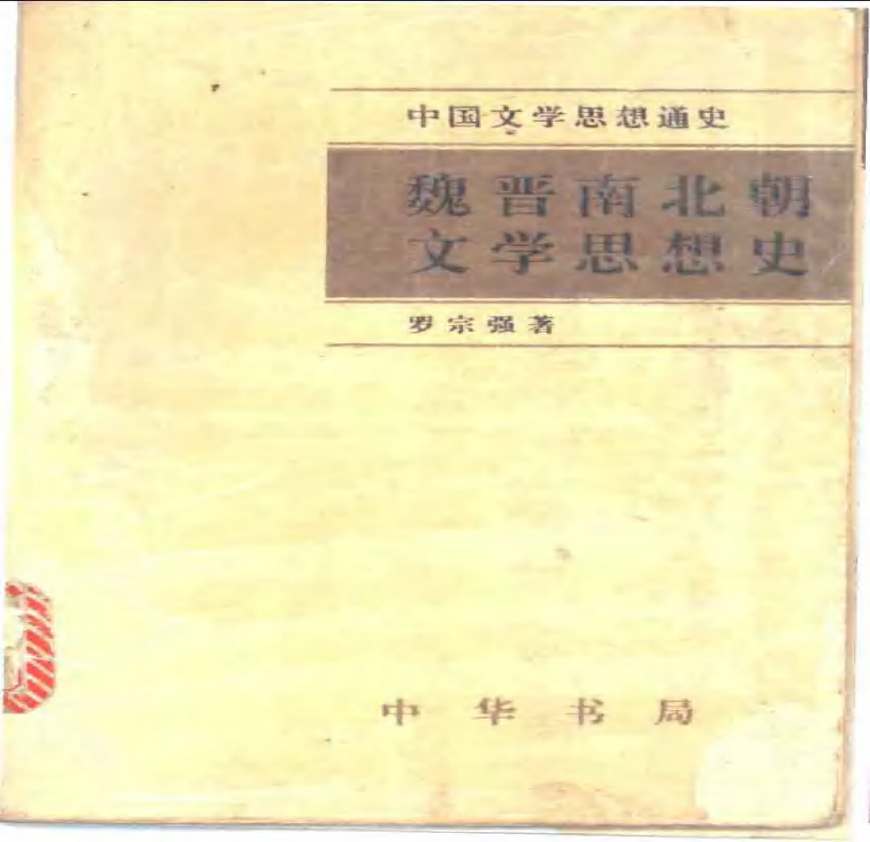 中国文学思想通史
魏晋南北朝
文学思想史
罗宗强著
中华书局